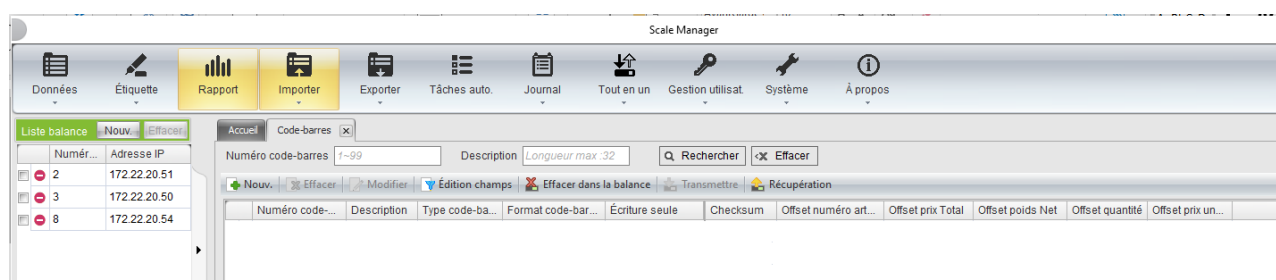 Scale Manager
Données Étiquette Rapport Importer Exporter Tâches auto. Journal Tout en un Gestion utilisat. Système À propos
Liste balance Nouv. Effacer Accueil Code-barres
Numér... Adresse IP Numéro code-barres 1~99 Description Longueur max :32 Rechercher Effacer
2 172.22.20.51 Nouv. Effacer Modifier Édition champs Effacer dans la balance Transmettre Récupération
3 172.22.20.50
Numéro code-... Description Type code-ba... Format code-bar... Écriture seule Checksum Offset numéro art... Offset prix Total Offset poids Net Offset quantité Offset prix un...
8 172.22.20.54